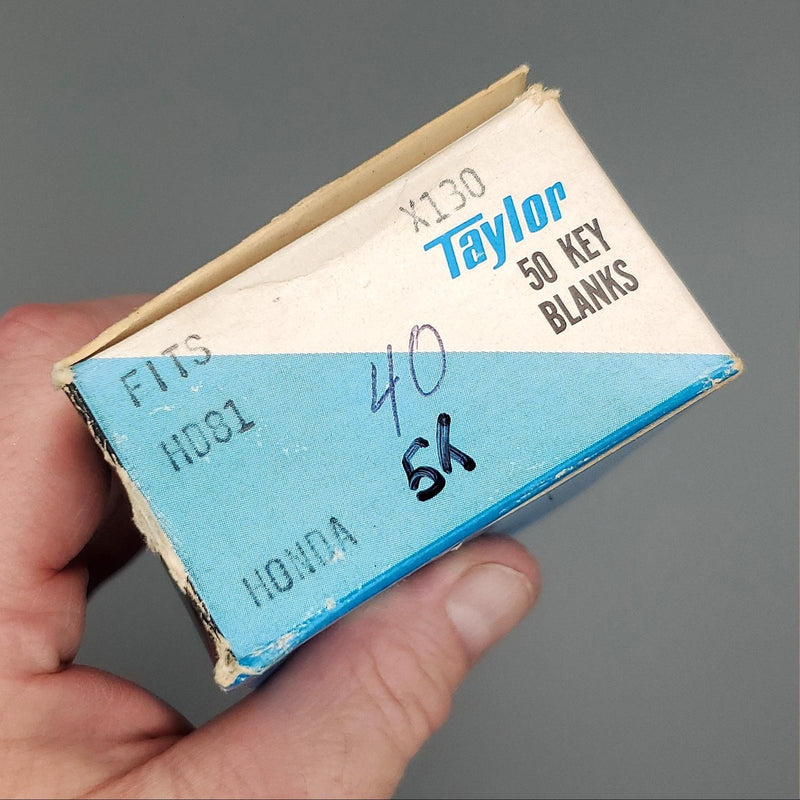 X130
Taylor
50 KEY
BLANKS
FITS
HD81
40
5K
HONDA